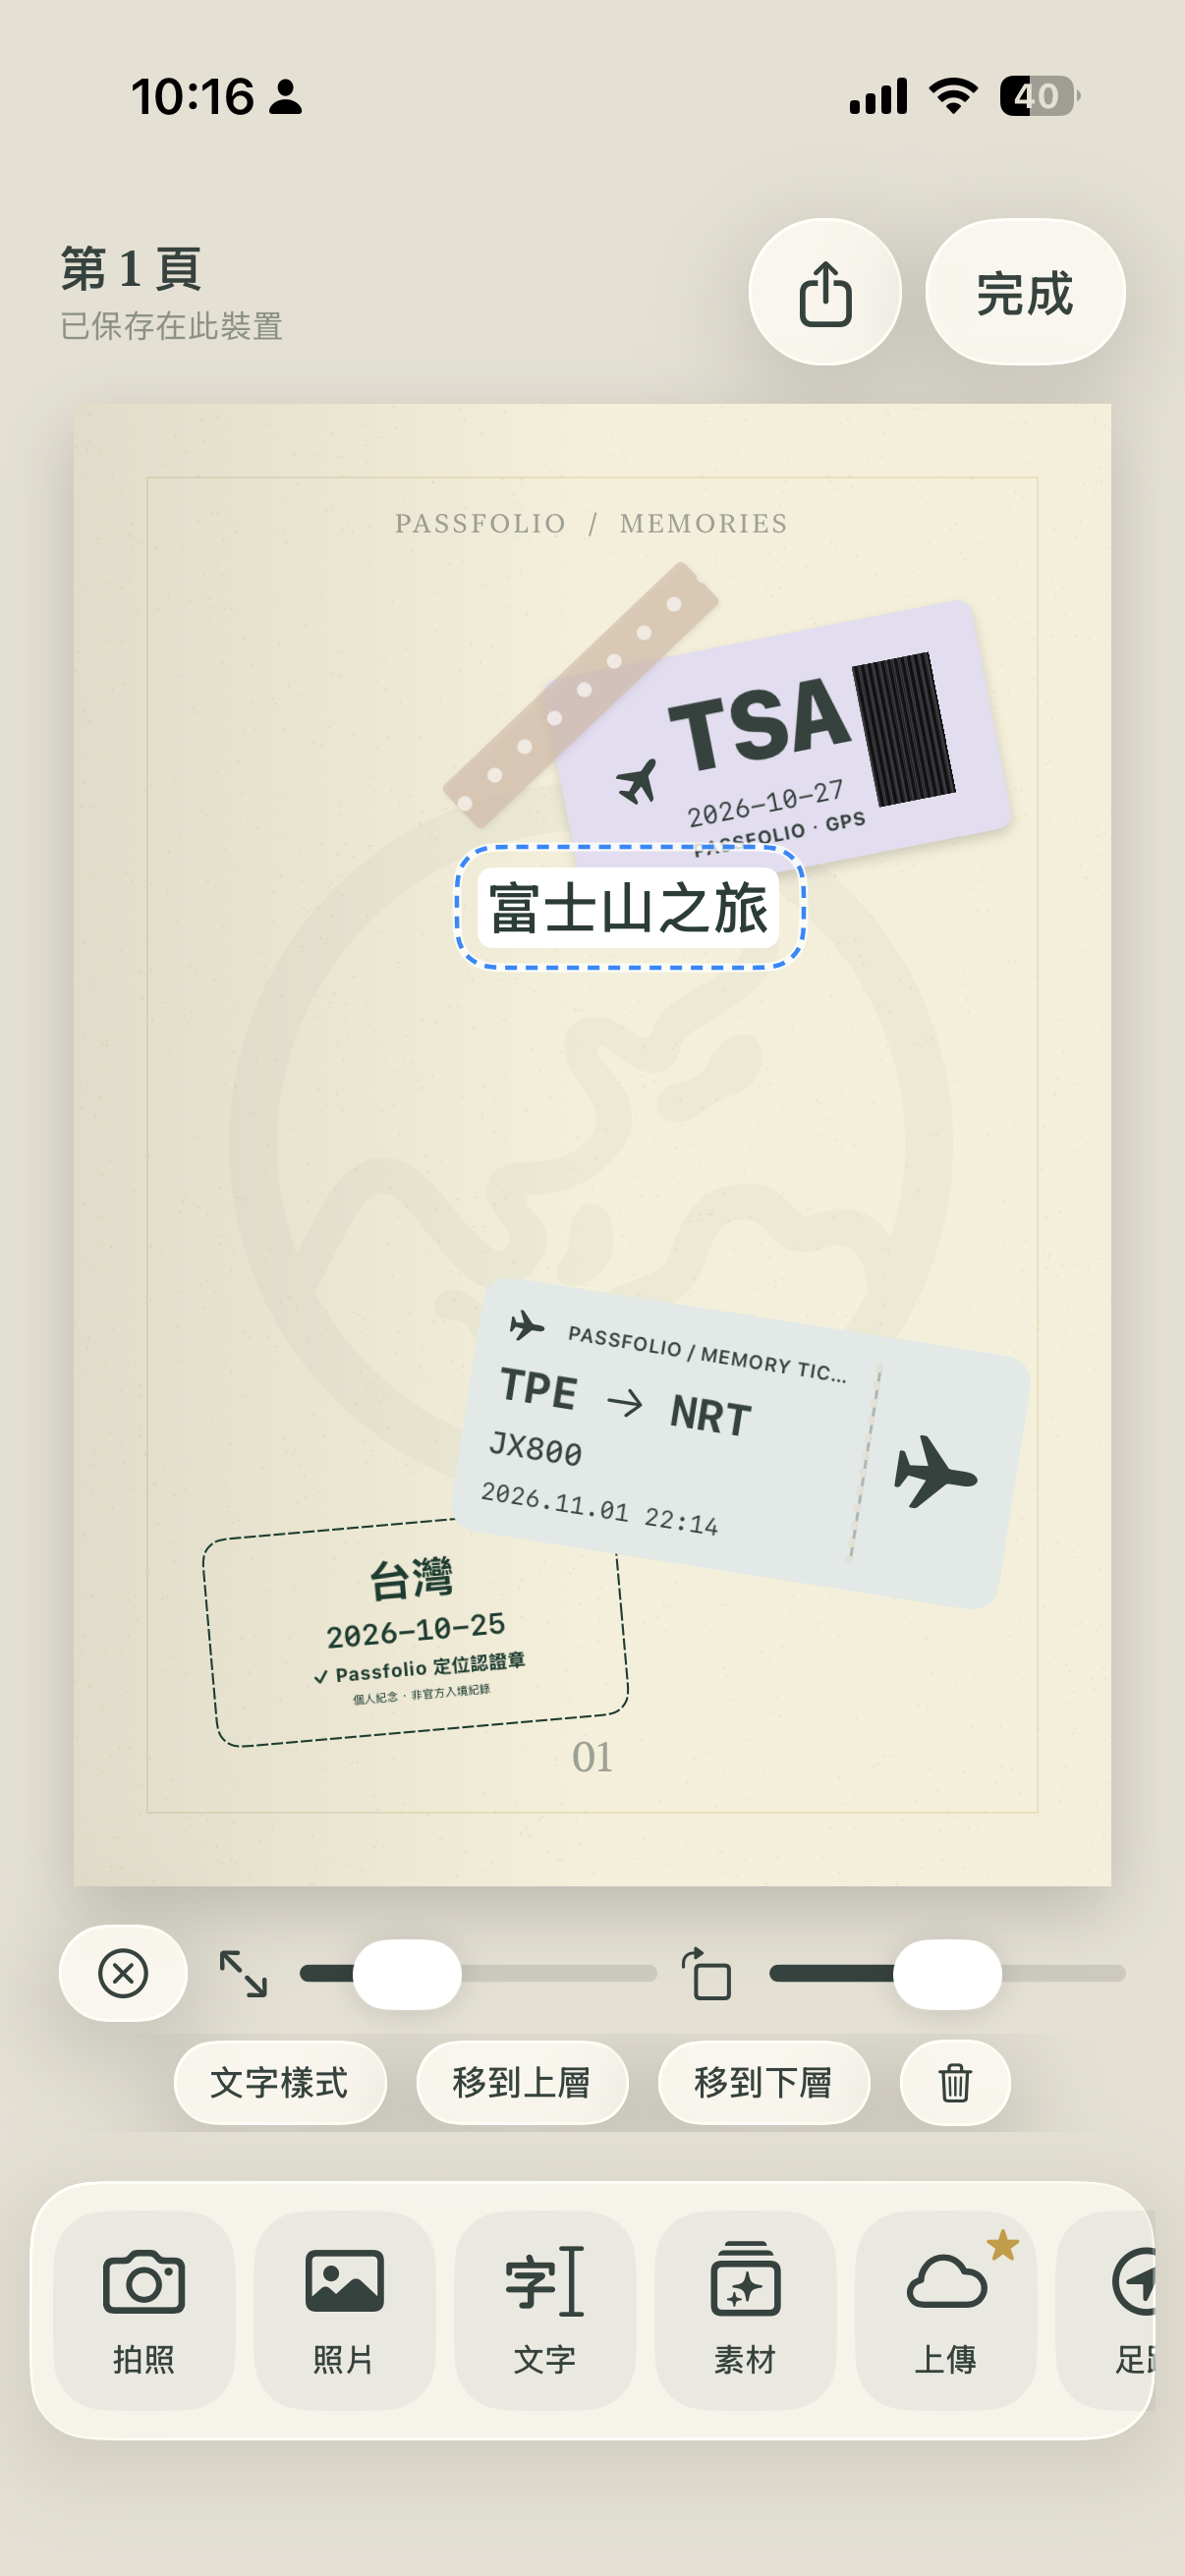 10:16
40
第 1 頁
已保存在此裝置
完成
PASSFOLIO / MEMORIES
TSA
2026-10-27
PASSFOLIO · GPS
富士山之旅
PASSFOLIO / MEMORY TIC...
TPE → NRT
JX800
2026.11.01 22:14
台灣
2026-10-25
✓ Passfolio 定位認證章
個人紀念 · 非官方入境紀錄
01
文字樣式
移到上層
移到下層
字
拍照
照片
文字
素材
上傳
足